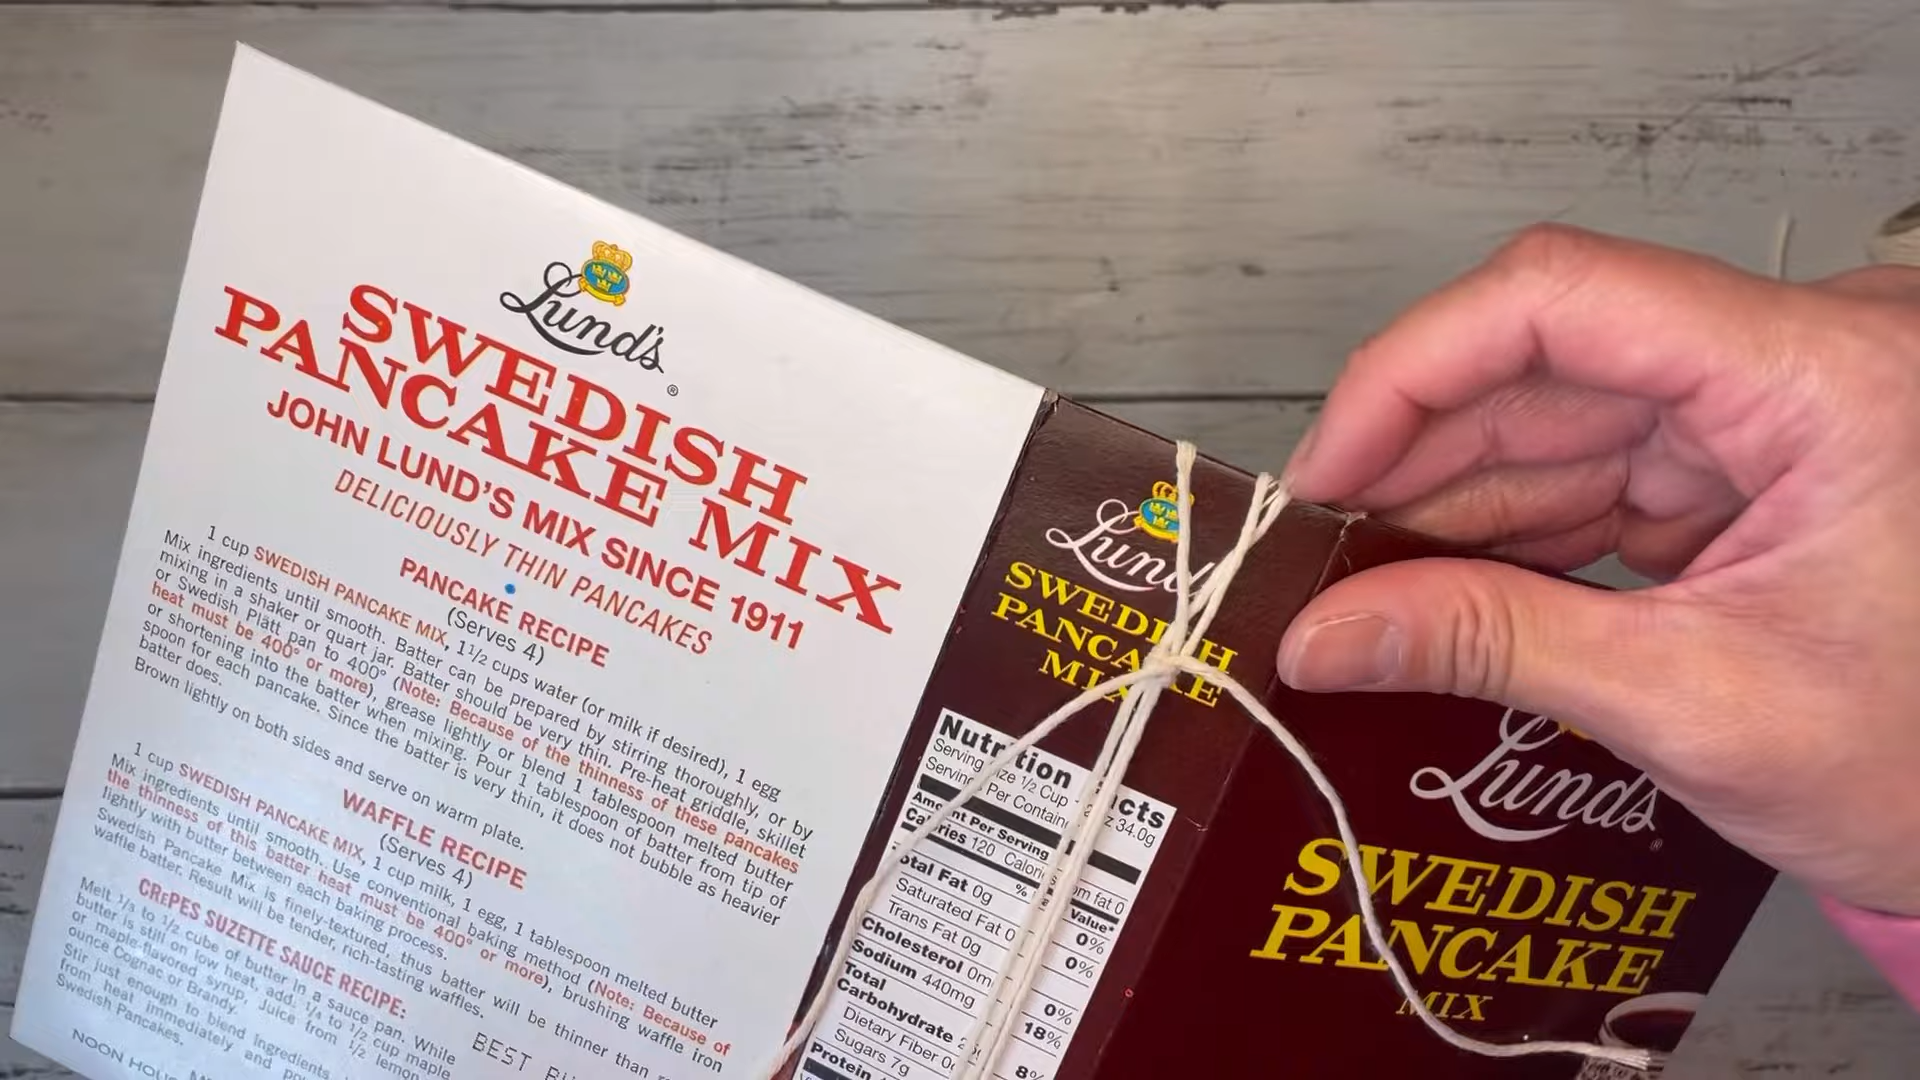 Lund's ®
SWEDISH
PANCAKE MIX
JOHN LUND'S MIX SINCE 1911
DELICIOUSLY THIN PANCAKES
PANCAKE RECIPE
(Serves 4)
1 cup SWEDISH PANCAKE MIX, 1 1/2 cups water (or milk if desired), 1 egg
Mix ingredients until smooth. Batter can be prepared by stirring thoroughly, or by
mixing in a shaker or quart jar. Batter should be very thin. Pre-heat griddle, skillet
or Swedish Platt pan to 400° (Note: Because of the thinness of these pancakes
heat must be 400° or more), grease lightly or blend 1 tablespoon melted butter
or shortening into the batter when mixing. Pour 1 tablespoon of batter from tip of
spoon for each pancake. Since the batter is very thin, it does not bubble as heavier
batter does.
Brown lightly on both sides and serve on warm plate.
WAFFLE RECIPE
(Serves 4)
1 cup SWEDISH PANCAKE MIX, 1 cup milk, 1 egg, 1 tablespoon melted butter
Mix ingredients until smooth. Use conventional baking method (Note: Because of
the thinness of this batter heat must be 400° or more), brushing waffle iron
lightly with butter between each baking process.
Swedish Pancake Mix is finely-textured, thus batter will be thinner than
waffle batter. Result will be tender, rich-tasting waffles.
CRePES SUZETTE SAUCE RECIPE:
Melt 1/3 to 1/2 cube of butter in a sauce pan. While
butter is still on low heat, add 1/4 to 1/2 cup maple
or maple-flavored syrup. Juice from 1/2 lemon
ounce Cognac or Brandy.
Stir just enough to blend ingredients
from heat immediately and
Swedish Pancakes.
BEST
NOON
Lund's
SWEDISH
PANCAKE
MIX
Nutrition Facts
Serving Size 1/2 Cup 34.0g
Amount Per Serving
Calories 120 Calories from fat 0
% Value*
Total Fat 0g 0%
Saturated Fat 0 0%
Trans Fat 0g
Cholesterol 0m 0%
Sodium 440mg 18%
Total
Carbohydrate 8%
Dietary Fiber 0
Sugars 7g
Protein
Lund's ®
SWEDISH
PANCAKE
MIX